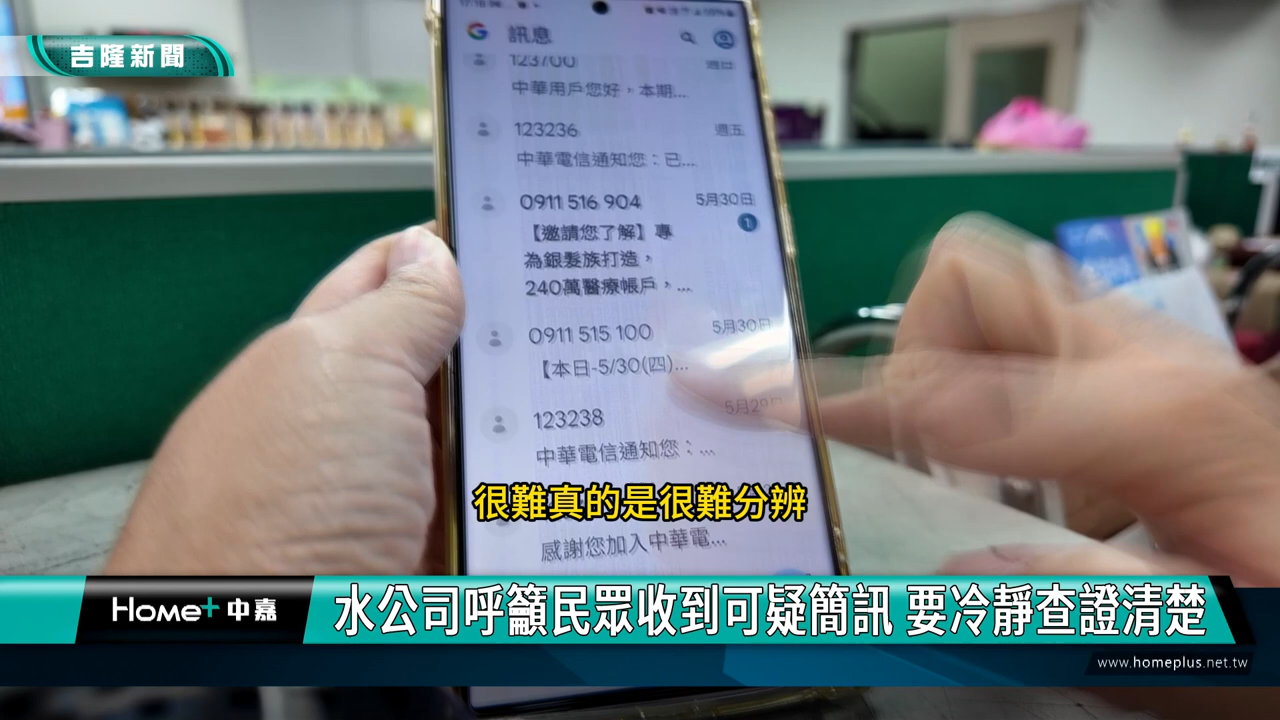 吉隆新聞
訊息
123700
週日
中華用戶您好，本期...
123236
週五
中華電信通知您：已...
0911 516 904
5月30日
1
【邀請您了解】專
為銀髮族打造，
240萬醫療帳戶，...
0911 515 100
5月30日
【本日-5/30(四)...
123238
5月29日
中華電信通知您：...
很難真的是很難分辨
感謝您加入中華電...
Home+ 中嘉
水公司呼籲民眾收到可疑簡訊 要冷靜查證清楚
www.homeplus.net.tw